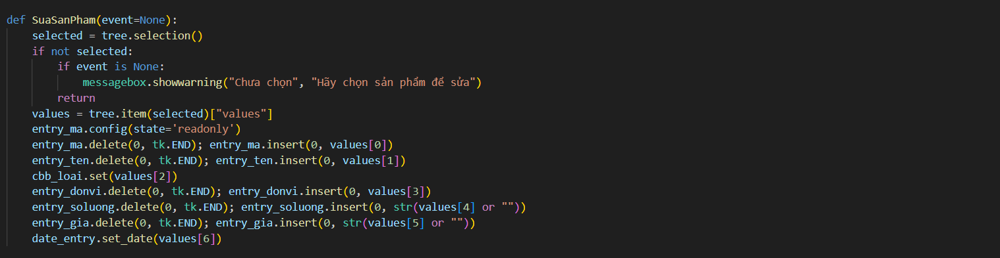 def SuaSanPham(event=None):
    selected = tree.selection()
    if not selected:
        if event is None:
            messagebox.showwarning("Chưa chọn", "Hãy chọn sản phẩm để sửa")
        return
    values = tree.item(selected)["values"]
    entry_ma.config(state='readonly')
    entry_ma.delete(0, tk.END); entry_ma.insert(0, values[0])
    entry_ten.delete(0, tk.END); entry_ten.insert(0, values[1])
    cbb_loai.set(values[2])
    entry_donvi.delete(0, tk.END); entry_donvi.insert(0, values[3])
    entry_soluong.delete(0, tk.END); entry_soluong.insert(0, str(values[4] or ""))
    entry_gia.delete(0, tk.END); entry_gia.insert(0, str(values[5] or ""))
    date_entry.set_date(values[6])